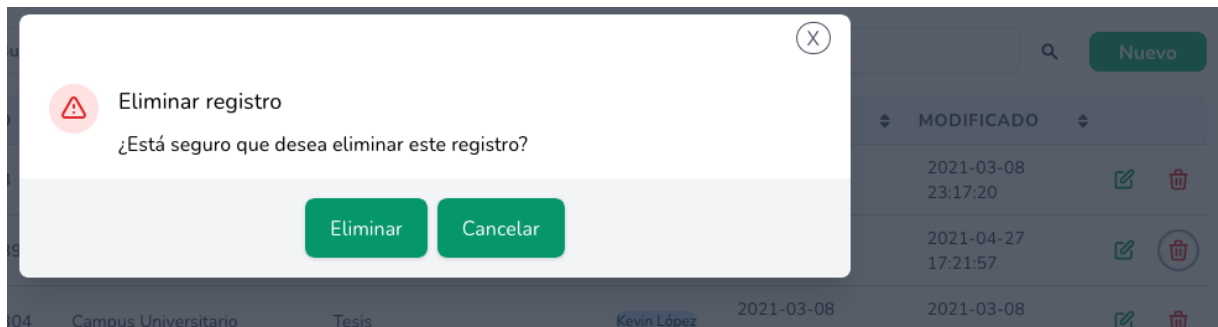 X
Nuevo
Eliminar registro
¿Está seguro que desea eliminar este registro?
MODIFICADO
2021-03-08
23:17:20
Eliminar Cancelar
2021-04-27
17:21:57
304 Campus Universitario Tesis Kevin López 2021-03-08 2021-03-08